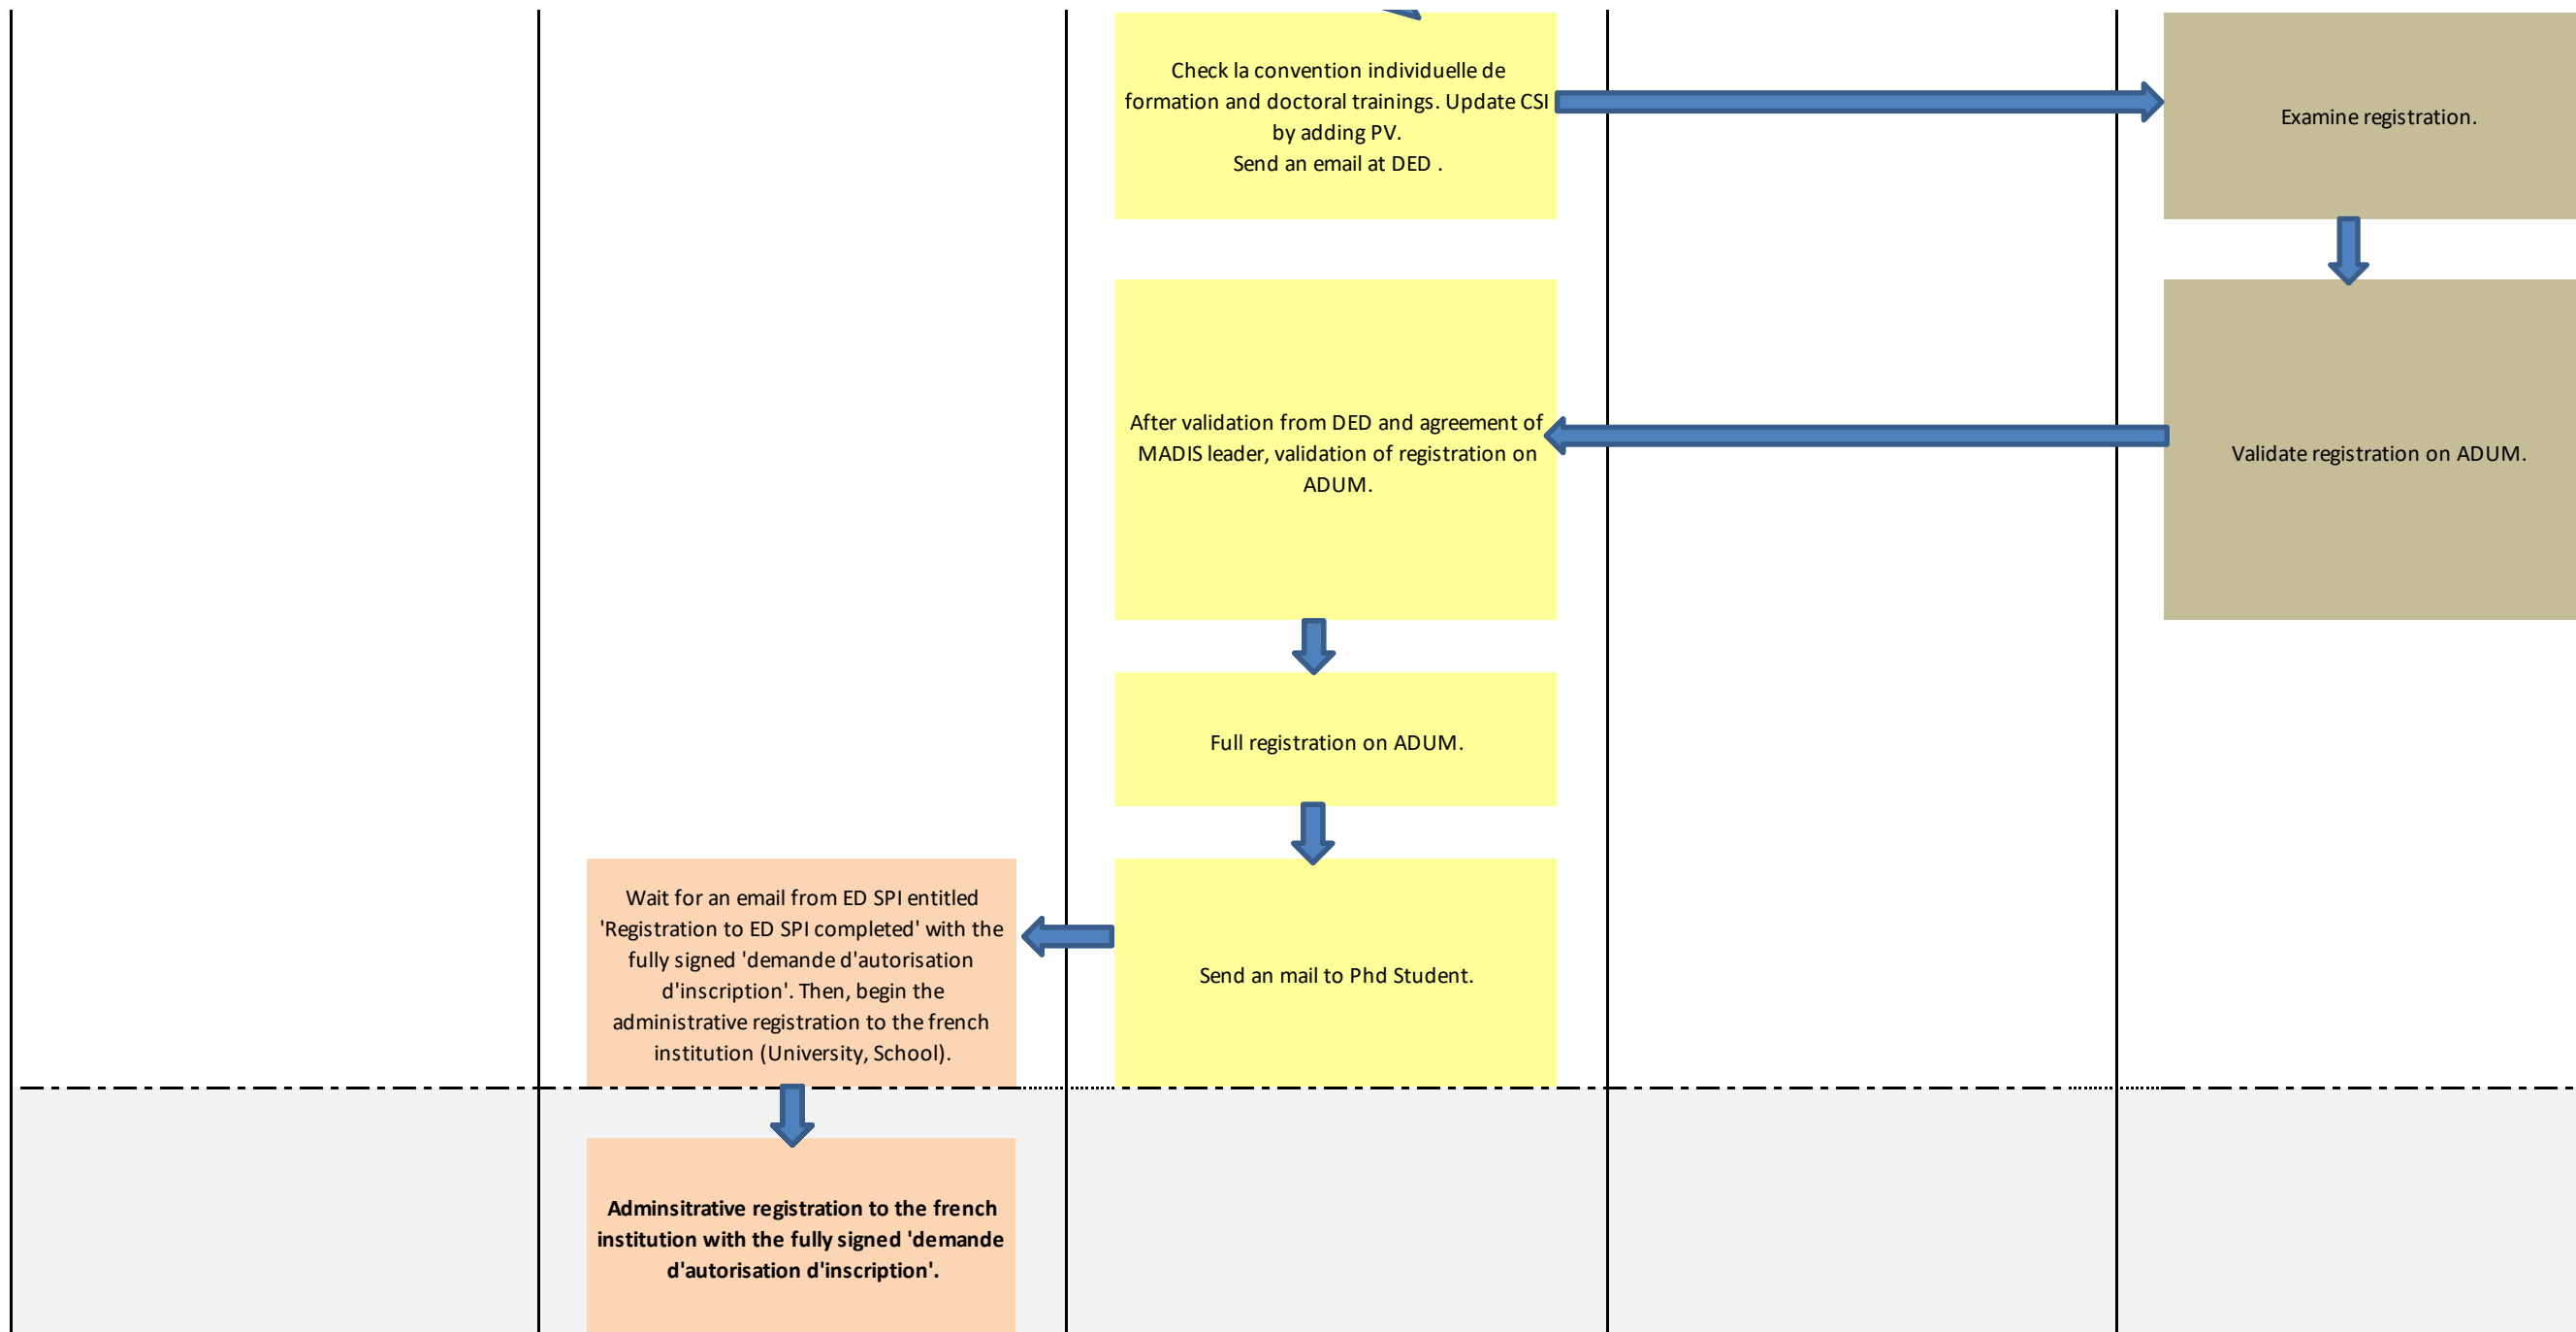 Check la convention individuelle de
formation and doctoral trainings. Update CSI
by adding PV.
Send an email at DED .
Examine registration.
After validation from DED and agreement of
MADIS leader, validation of registration on
ADUM.
Validate registration on ADUM.
Full registration on ADUM.
Wait for an email from ED SPI entitled
'Registration to ED SPI completed' with the
fully signed 'demande d'autorisation
d'inscription'. Then, begin the
administrative registration to the french
institution (University, School).
Send an mail to Phd Student.
Adminsitrative registration to the french
institution with the fully signed 'demande
d'autorisation d'inscription'.